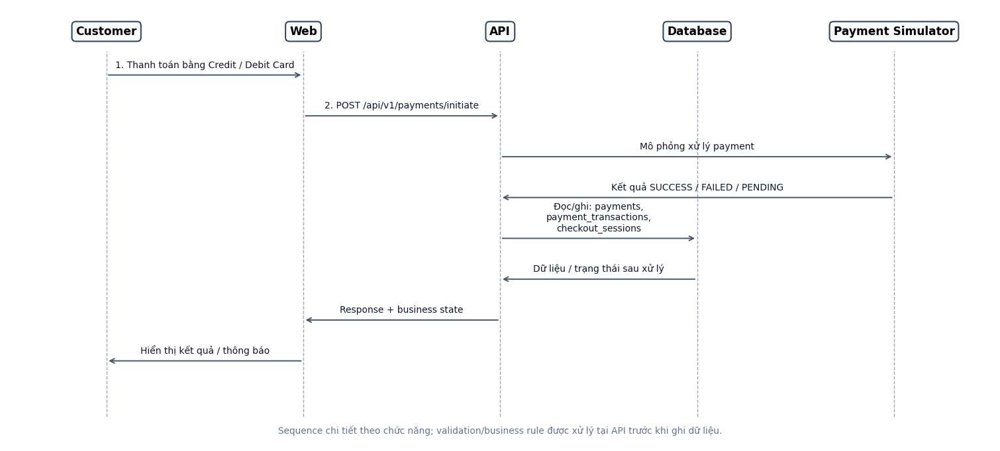 Customer
Web
API
Database
Payment Simulator
1. Thanh toán bằng Credit / Debit Card
2. POST /api/v1/payments/initiate
Mô phỏng xử lý payment
Kết quả SUCCESS / FAILED / PENDING
Đọc/ghi: payments,
payment_transactions,
checkout_sessions
Dữ liệu / trạng thái sau xử lý
Response + business state
Hiển thị kết quả / thông báo
Sequence chi tiết theo chức năng; validation/business rule được xử lý tại API trước khi ghi dữ liệu.